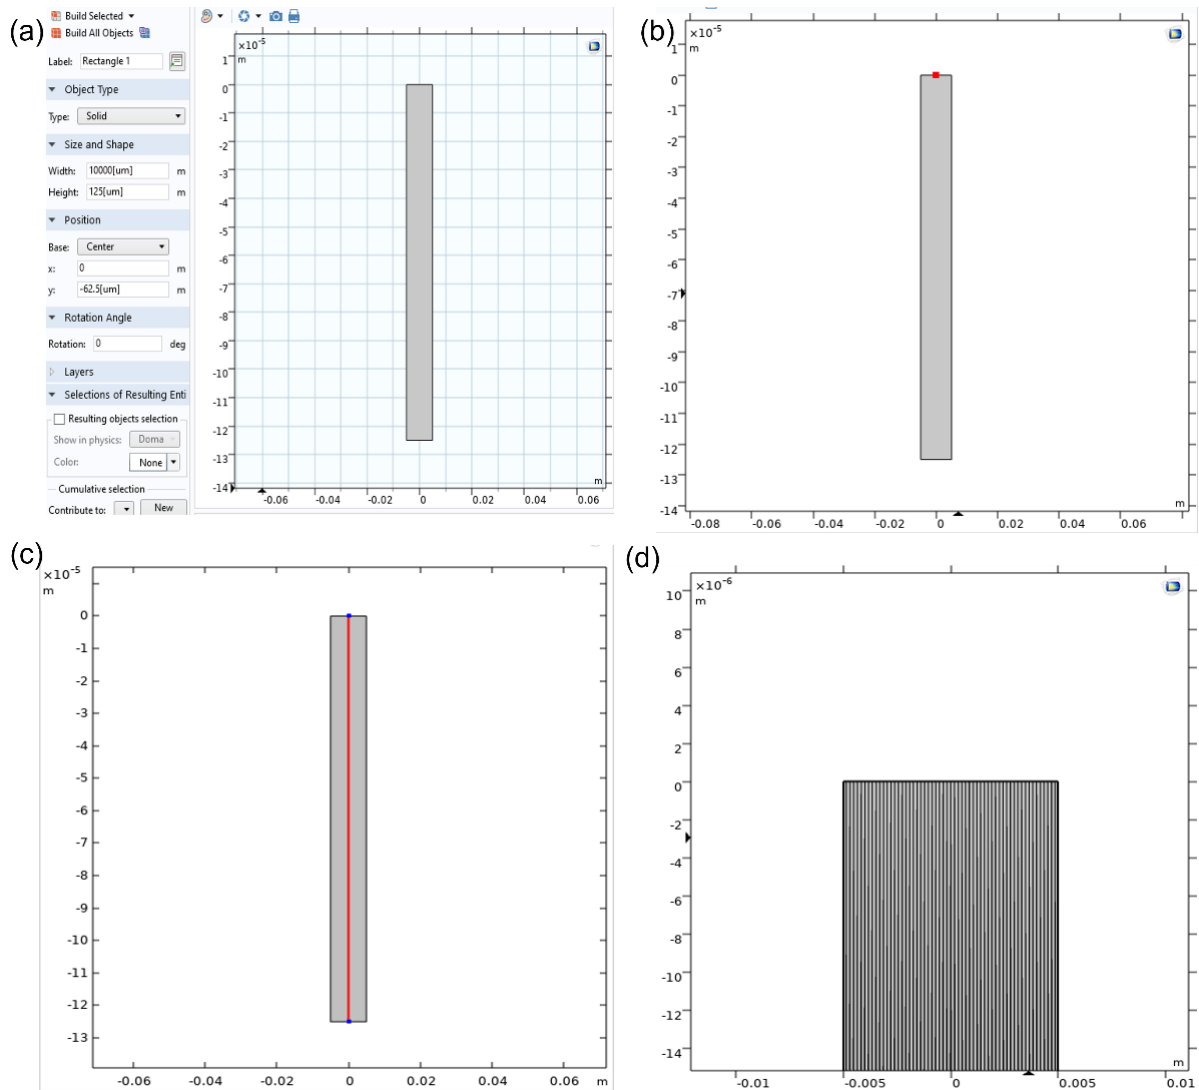 (a)
Build Selected
Build All Objects
Label: Rectangle 1
Object Type
Type: Solid
Size and Shape
Width: 10000[um] m
Height: 125[um] m
Position
Base: Center
x: 0 m
y: -62.5[um] m
Rotation Angle
Rotation: 0 deg
Layers
Selections of Resulting Enti
Resulting objects selection
Show in physics: Doma
Color: None
Cumulative selection
Contribute to: New
×10-5
m
1
0
-1
-2
-3
-4
-5
-6
-7
-8
-9
-10
-11
-12
-13
-14
m
-0.06 -0.04 -0.02 0 0.02 0.04 0.06
(b)
×10-5
m
1
0
-1
-2
-3
-4
-5
-6
-7
-8
-9
-10
-11
-12
-13
-14
m
-0.08 -0.06 -0.04 -0.02 0 0.02 0.04 0.06
(c)
×10-5
m
0
-1
-2
-3
-4
-5
-6
-7
-8
-9
-10
-11
-12
-13
-0.06 -0.04 -0.02 0 0.02 0.04 0.06 m
(d)
×10-6
m
10
8
6
4
2
0
-2
-4
-6
-8
-10
-12
-14
m
-0.01 -0.005 0 0.005